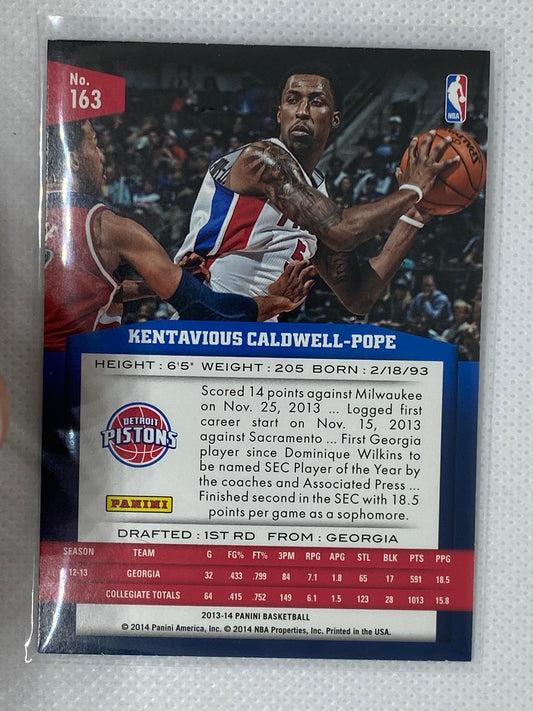 No.
163
NBA
KENTAVIOUS CALDWELL-POPE
HEIGHT : 6'5" WEIGHT : 205 BORN : 2/18/93
DETROIT
PISTONS
Scored 14 points against Milwaukee
on Nov. 25, 2013 ... Logged first
career start on Nov. 15, 2013
against Sacramento ... First Georgia
player since Dominique Wilkins to
be named SEC Player of the Year by
the coaches and Associated Press ...
Finished second in the SEC with 18.5
points per game as a sophomore.
PANINI
DRAFTED : 1ST RD FROM : GEORGIA
SEASON TEAM G FG% FT% 3PM RPG APG STL BLK PTS PPG
12-13 GEORGIA 32 .433 .799 84 7.1 1.8 65 17 591 18.5
COLLEGIATE TOTALS 64 .415 .752 149 6.1 1.5 123 28 1013 15.8
2013-14 PANINI BASKETBALL
© 2014 Panini America, Inc. © 2014 NBA Properties, Inc. Printed in the USA.